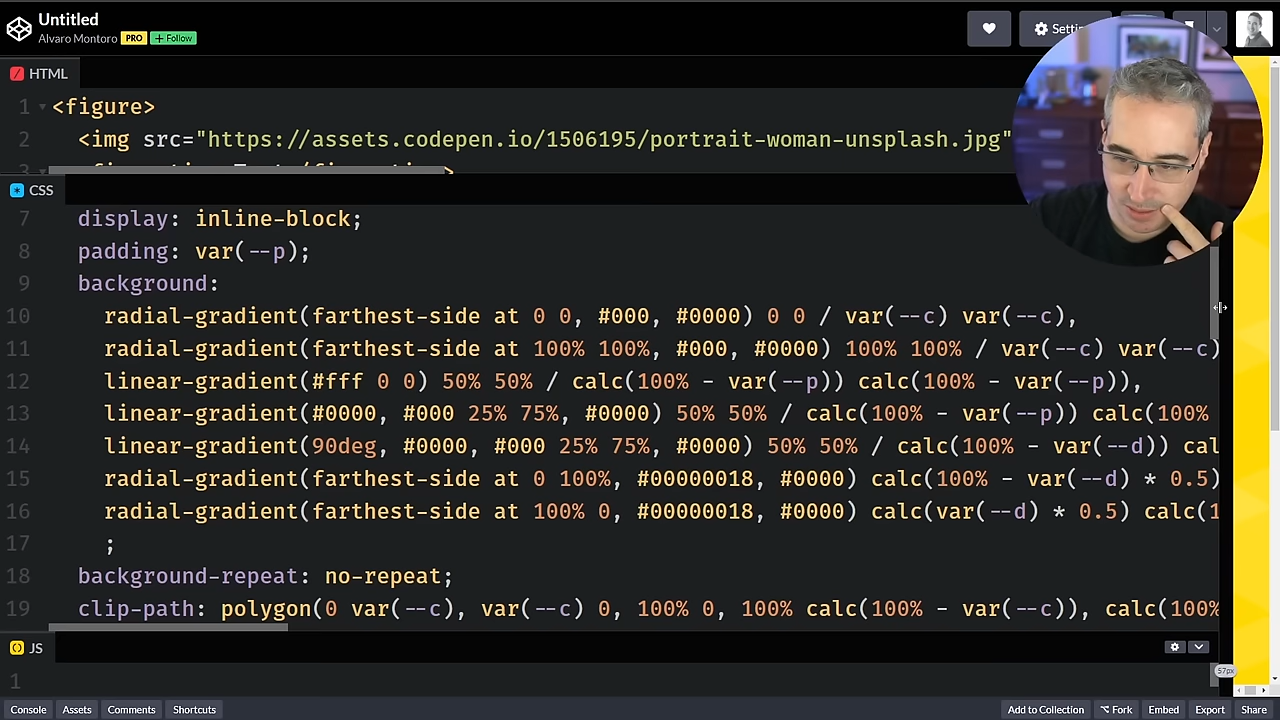 Untitled
Alvaro Montoro PRO + Follow
HTML
1 <figure>
2 <img src="https://assets.codepen.io/1506195/portrait-woman-unsplash.jpg"
3
CSS
7 display: inline-block;
8 padding: var(--p);
9 background:
10 radial-gradient(farthest-side at 0 0, #000, #0000) 0 0 / var(--c) var(--c),
11 radial-gradient(farthest-side at 100% 100%, #000, #0000) 100% 100% / var(--c) var(--c)
12 linear-gradient(#fff 0 0) 50% 50% / calc(100% - var(--p)) calc(100% - var(--p)),
13 linear-gradient(#0000, #000 25% 75%, #0000) 50% 50% / calc(100% - var(--p)) calc(100%
14 linear-gradient(90deg, #0000, #000 25% 75%, #0000) 50% 50% / calc(100% - var(--d)) cal
15 radial-gradient(farthest-side at 0 100%, #00000018, #0000) calc(100% - var(--d) * 0.5)
16 radial-gradient(farthest-side at 100% 0, #00000018, #0000) calc(var(--d) * 0.5) calc(1
17 ;
18 background-repeat: no-repeat;
19 clip-path: polygon(0 var(--c), var(--c) 0, 100% 0, 100% calc(100% - var(--c)), calc(100%
JS
57px
1
Console Assets Comments Shortcuts Add to Collection Fork Embed Export Share